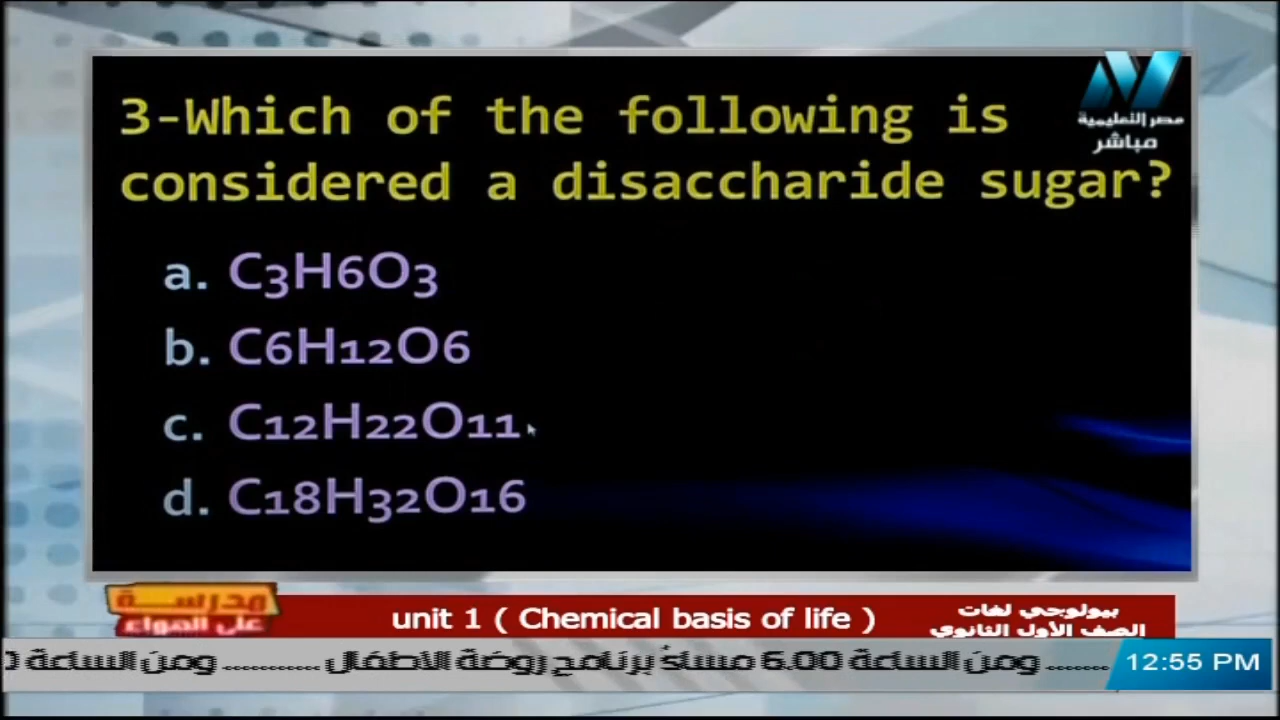 3-Which of the following is
considered a disaccharide sugar?
a. C3H6O3
b. C6H12O6
c. C12H22O11
d. C18H32O16
مصر التعليمية
مباشر
مدرسة
على الهواء
unit 1 ( Chemical basis of life )
بيولوجي لغات
الصف الأول الثانوي
ومن الساعة 6.00 مساءً برنامج روضة الاطفال ........... ومن الساعة
12:55 PM